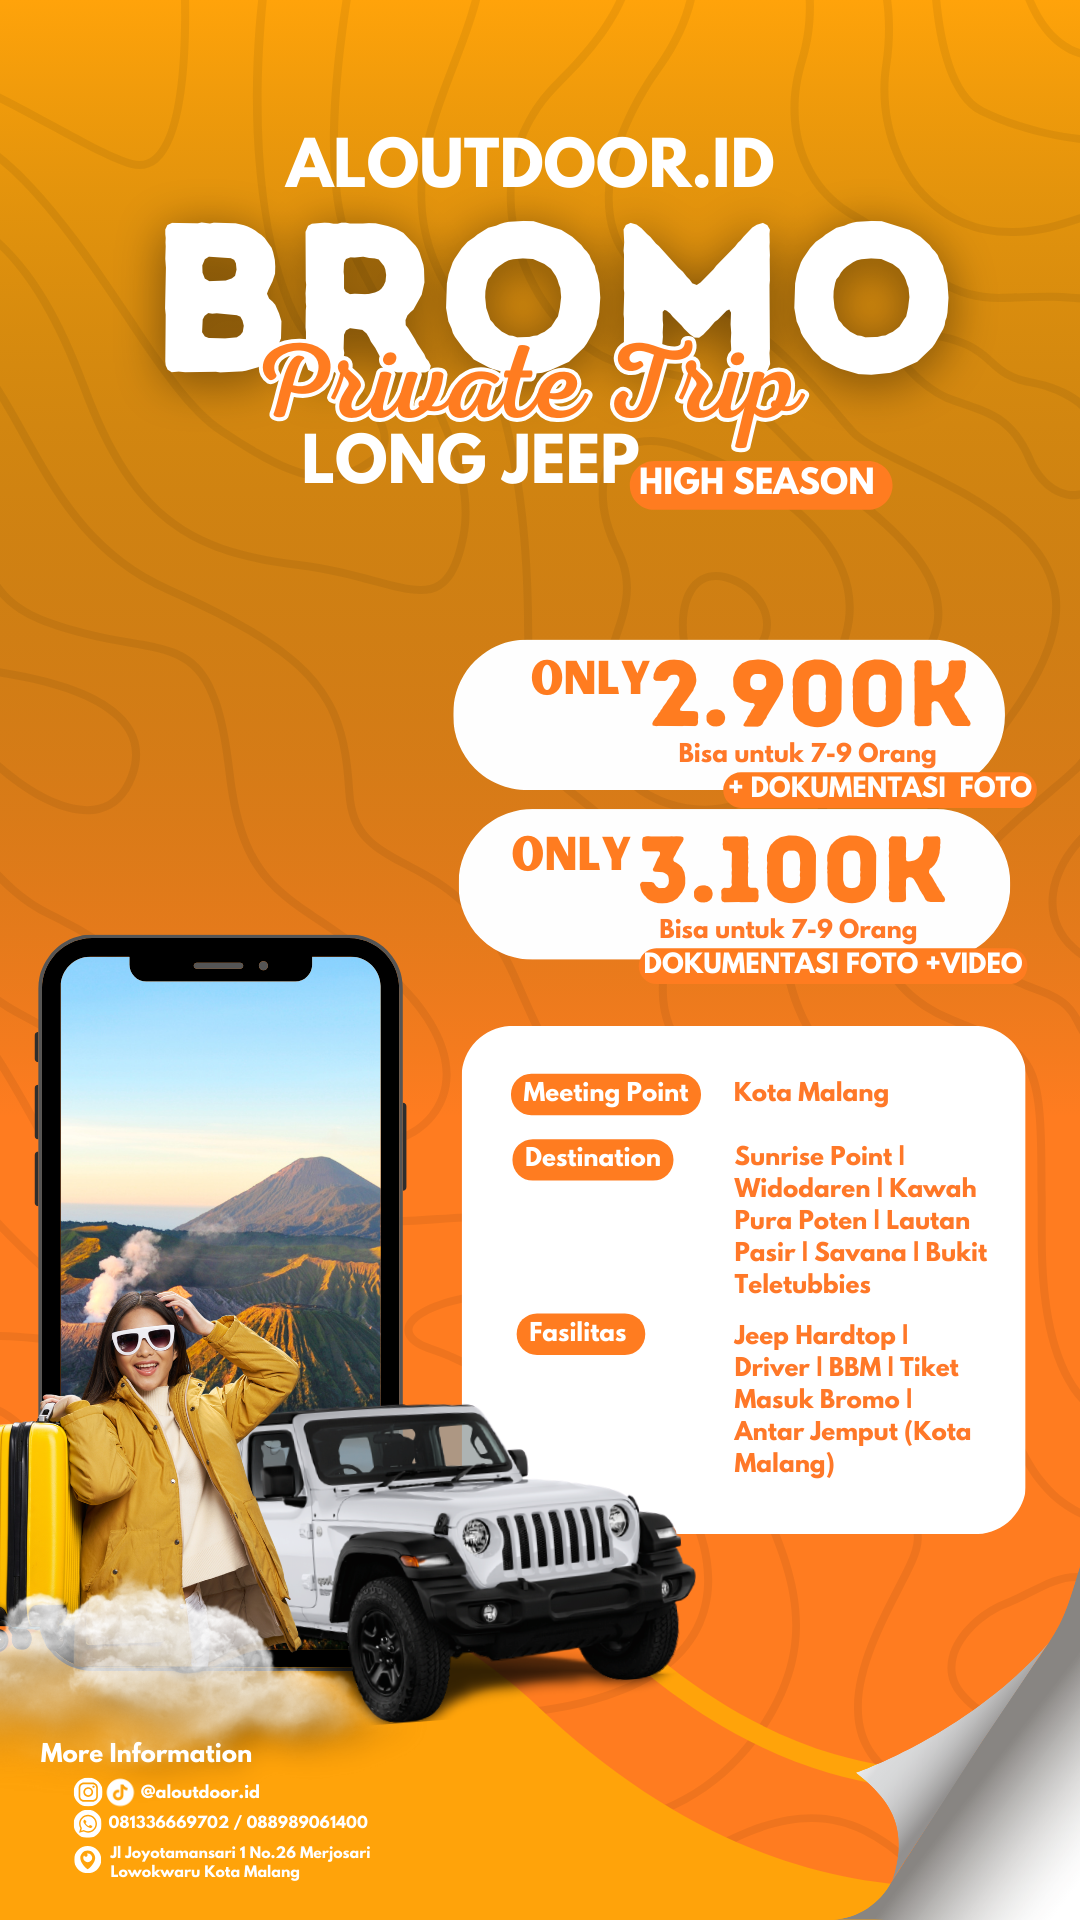 ALOUTDOOR.ID
BROMO
Private Trip
LONG JEEP
HIGH SEASON
ONLY 2.900K
Bisa untuk 7-9 Orang
+ DOKUMENTASI FOTO
ONLY 3.100K
Bisa untuk 7-9 Orang
DOKUMENTASI FOTO +VIDEO
Meeting Point
Kota Malang
Destination
Sunrise Point |
Widodaren | Kawah
Pura Poten | Lautan
Pasir | Savana | Bukit
Teletubbies
Fasilitas
Jeep Hardtop |
Driver | BBM | Tiket
Masuk Bromo |
Antar Jemput (Kota
Malang)
More Information
@aloutdoor.id
081336669702 / 088989061400
Jl Joyotamansari 1 No.26 Merjosari
Lowokwaru Kota Malang